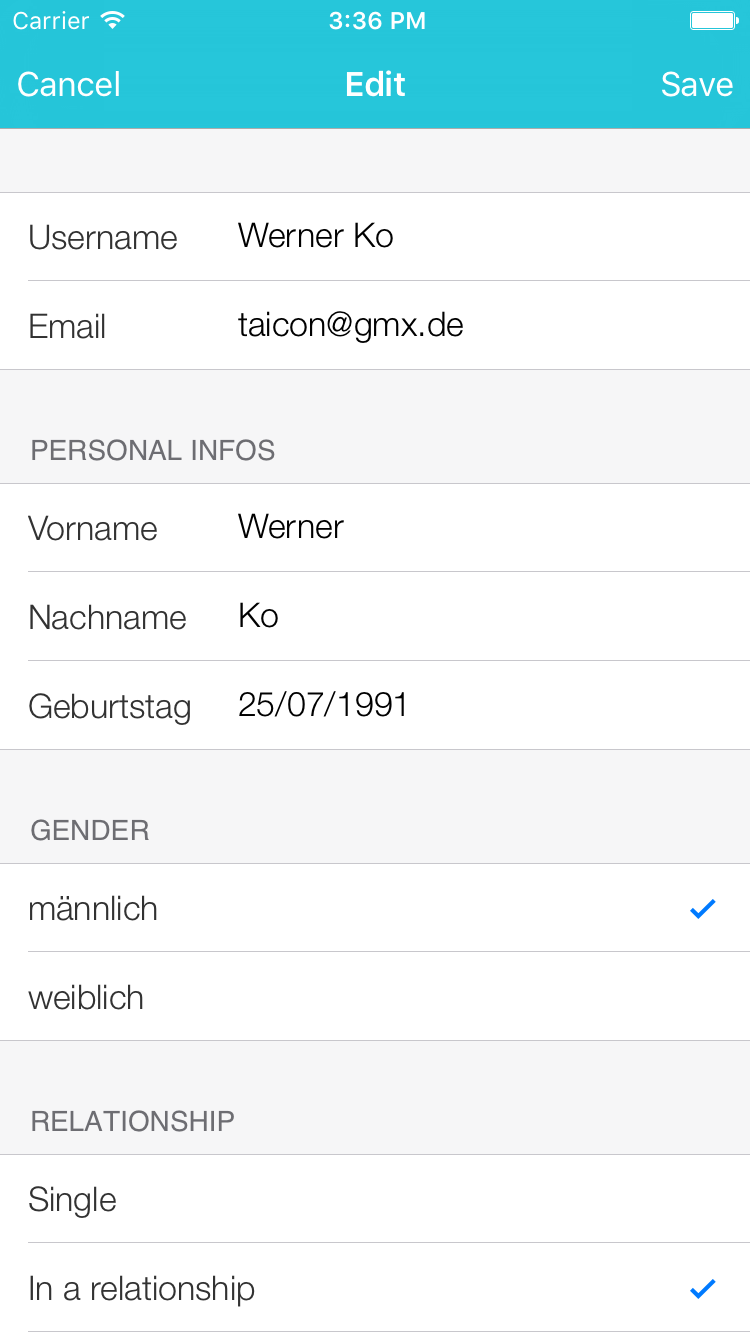 Carrier 3:36 PM
Cancel Edit Save
Username Werner Ko
Email taicon@gmx.de
PERSONAL INFOS
Vorname Werner
Nachname Ko
Geburtstag 25/07/1991
GENDER
männlich
weiblich
RELATIONSHIP
Single
In a relationship